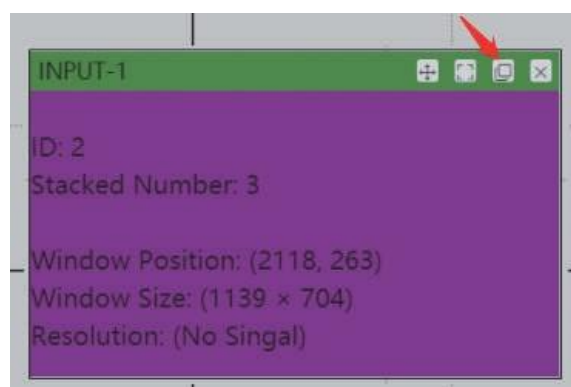 INPUT-1
ID: 2
Stacked Number: 3
Window Position: (2118, 263)
Window Size: (1139 × 704)
Resolution: (No Singal)